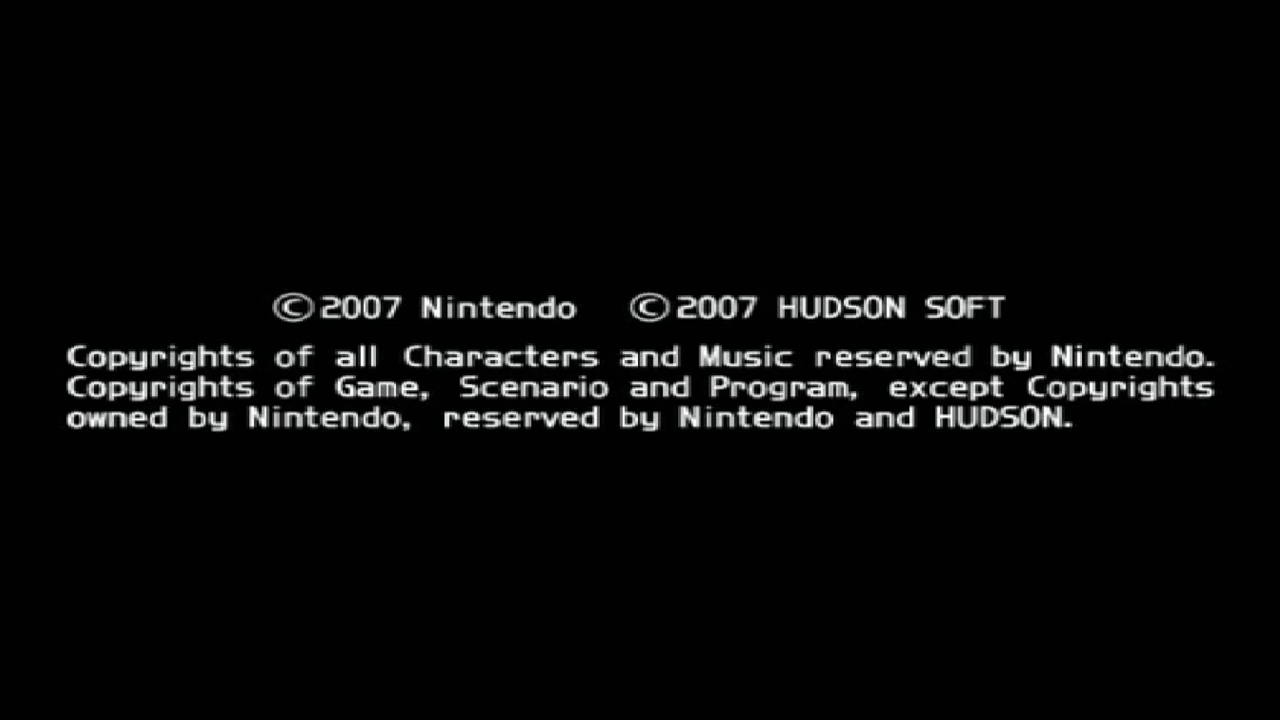 ©2007 Nintendo ©2007 HUDSON SOFT
Copyrights of all Characters and Music reserved by Nintendo.
Copyrights of Game, Scenario and Program, except Copyrights
owned by Nintendo, reserved by Nintendo and HUDSON.